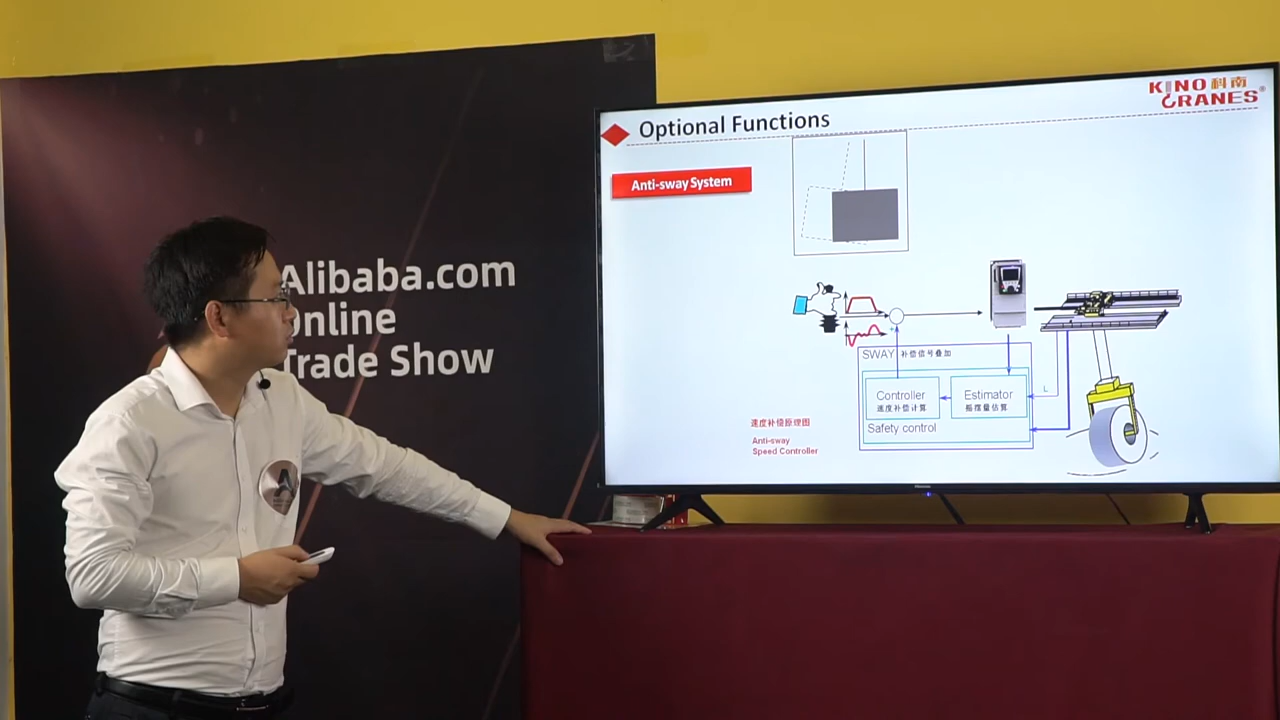 Alibaba.com
online
Trade Show
KINO 科南
CRANES®
Optional Functions
Anti-sway System
SWAY 补偿信号叠加
Controller
速度补偿计算
Estimator
摇摆量估算
L
Safety control
速度补偿原理图
Anti-sway
Speed Controller
Hisense
A